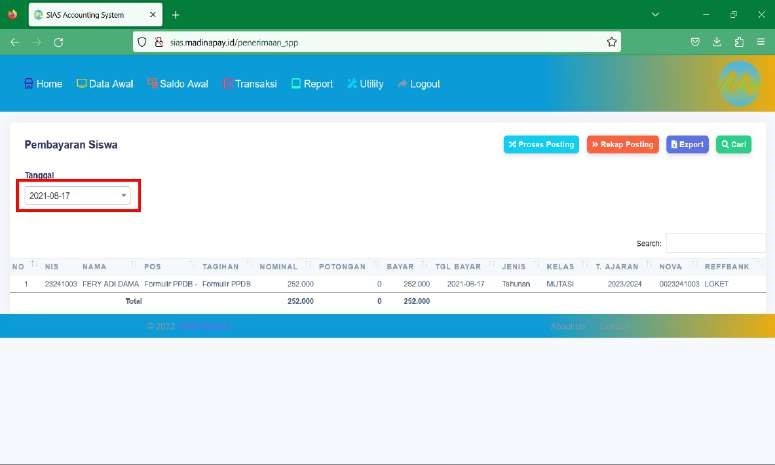 SIAS Accounting System
sias.madinapay.id/penerimaan_spp
Home Data Awal Saldo Awal Transaksi Report Utility Logout
Pembayaran Siswa
Proses Posting Rekap Posting Export Cari
Tanggal
2021-08-17
Search:
NO NIS NAMA POS TAGIHAN NOMINAL POTONGAN BAYAR TGL BAYAR JENIS KELAS T. AJARAN NOVA REFFBANK
1 23241003 FERY ADI DAMA Formulir PPDB - Formulir PPDB 252.000 0 252.000 2021-08-17 Tahunan MUTASI 2023/2024 0023241003 LOKET
Total 252.000 0 252.000
© 2022
About Us